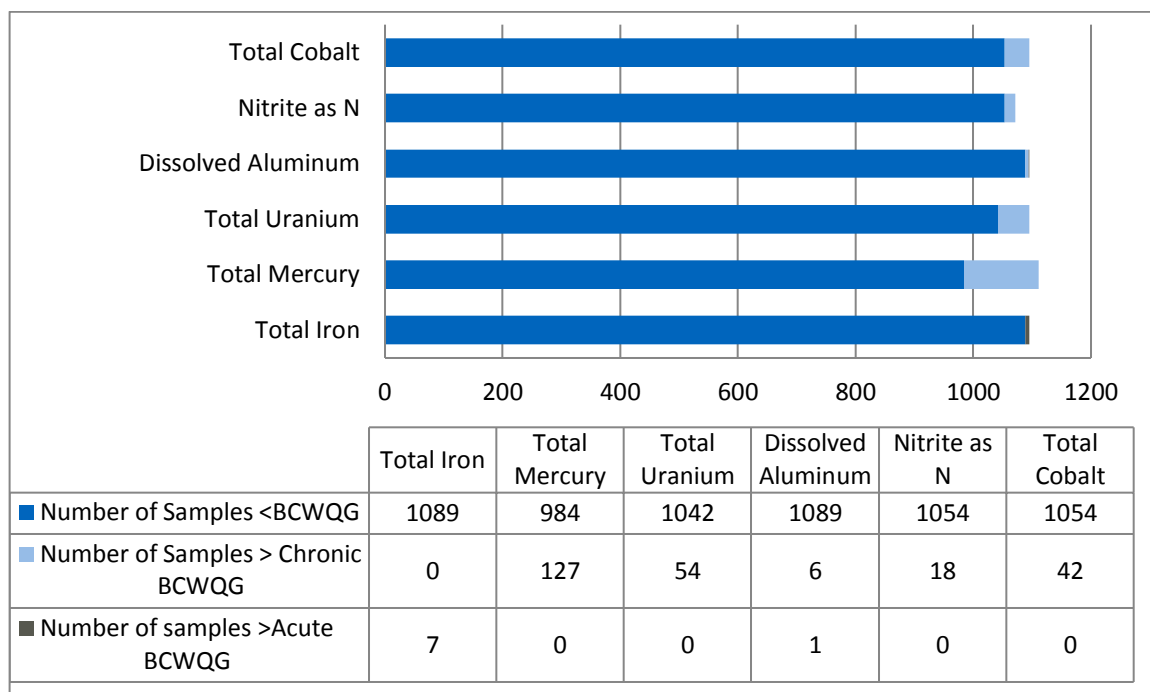 Total Cobalt
Nitrite as N
Dissolved Aluminum
Total Uranium
Total Mercury
Total Iron
0 200 400 600 800 1000 1200
Total Iron Total Mercury Total Uranium Dissolved Aluminum Nitrite as N Total Cobalt
Number of Samples <BCWQG 1089 984 1042 1089 1054 1054
Number of Samples > Chronic BCWQG 0 127 54 6 18 42
Number of samples >Acute BCWQG 7 0 0 1 0 0